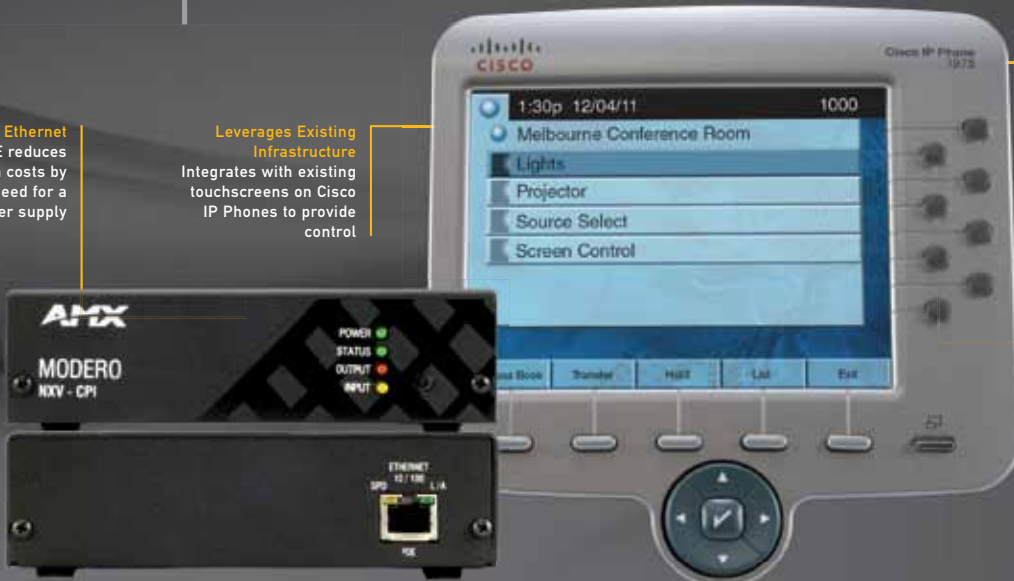 Ethernet
E reduces
costs by
eed for a
er supply
Leverages Existing
Infrastructure
Integrates with existing
touchscreens on Cisco
IP Phones to provide
control
CISCO
Cisco IP Phone
1:30p 12/04/11 1000
Melbourne Conference Room
Lights
Projector
Source Select
Screen Control
Book Transfer Hold List Exit
AMX
MODERO
NXV - CPI
POWER
STATUS
OUTPUT
INPUT
ETHERNET
10/100
SPD L/A
POE